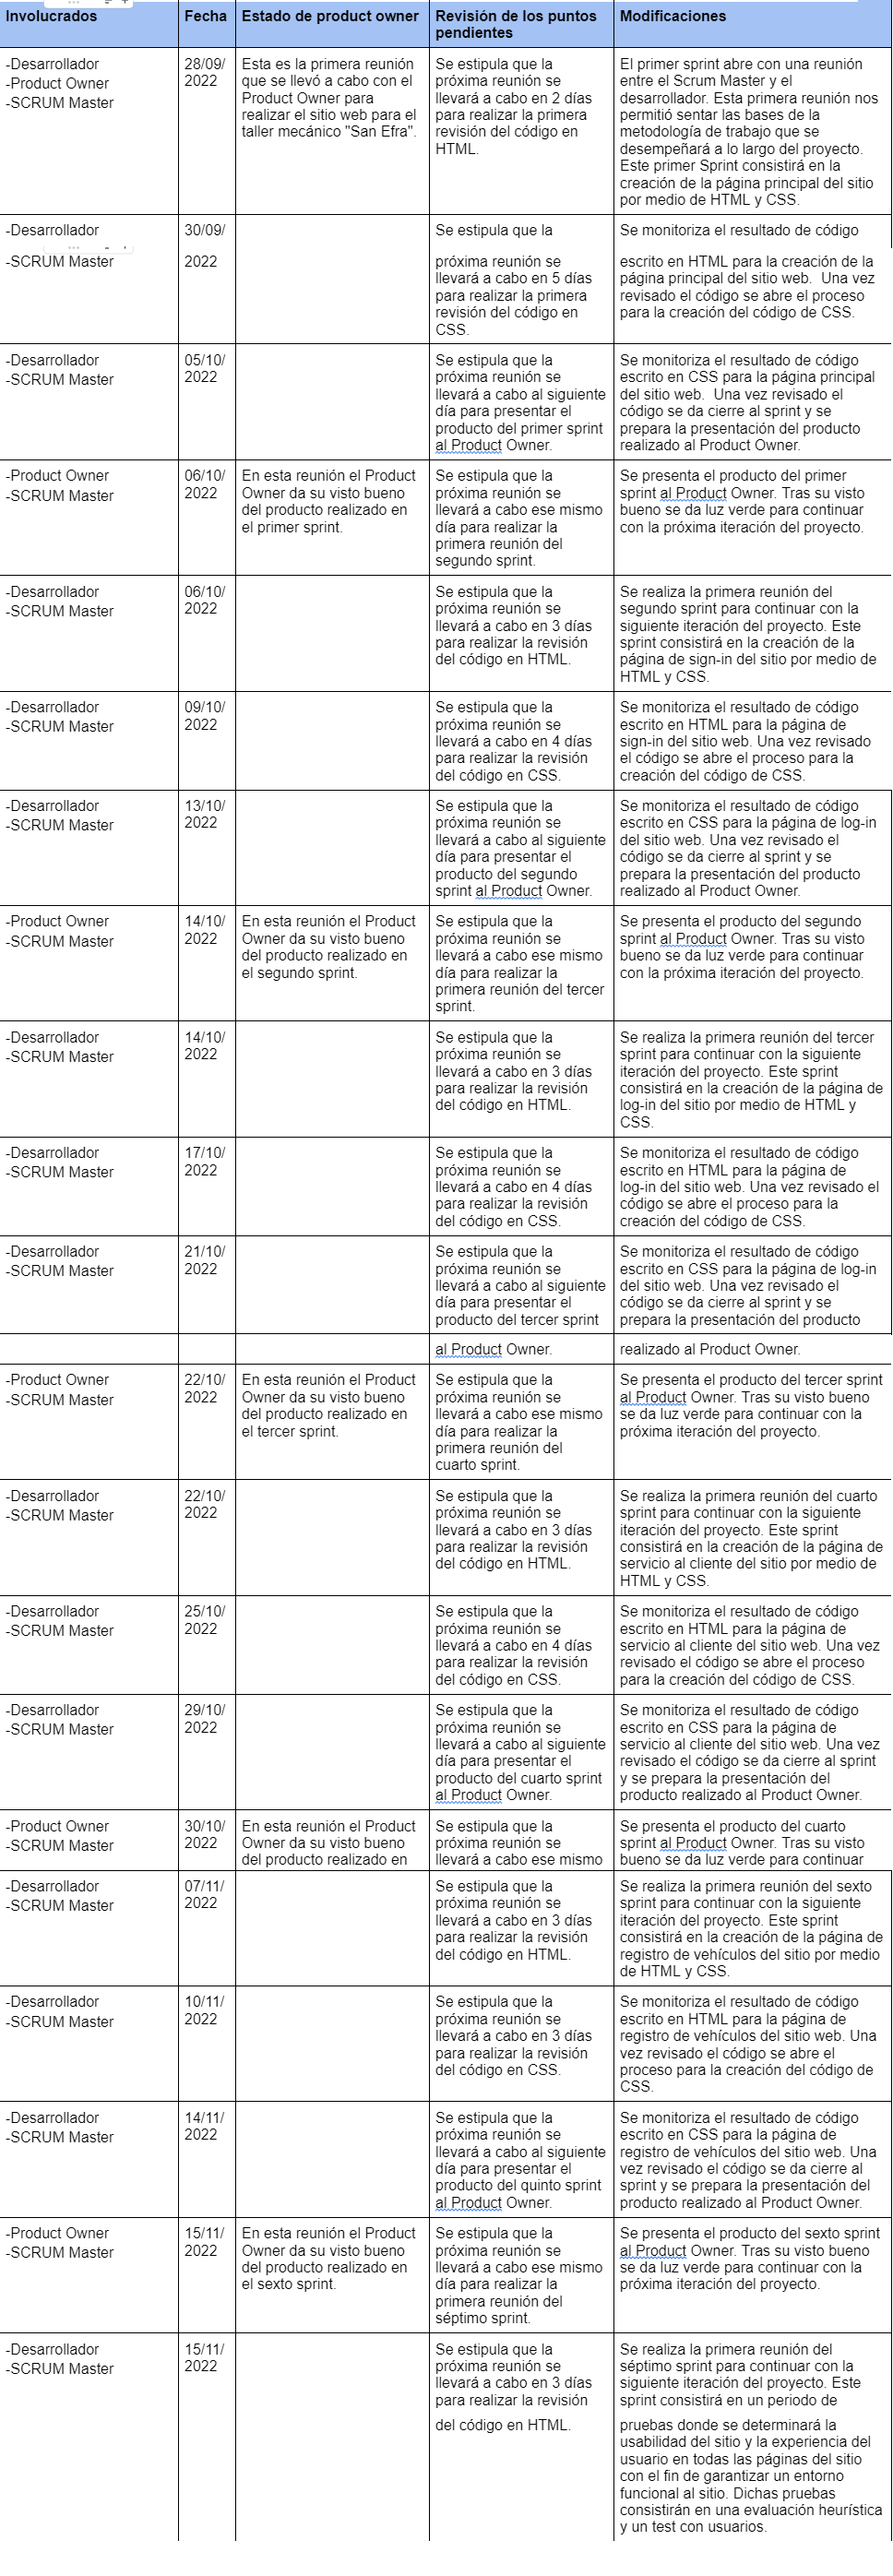 Involucrados
Fecha
Estado de product owner
Revisión de los puntos
pendientes
Modificaciones
-Desarrollador
-Product Owner
-SCRUM Master
28/09/
2022
Esta es la primera reunión
que se llevó a cabo con el
Product Owner para
realizar el sitio web para el
taller mecánico "San Efra".
Se estipula que la
próxima reunión se
llevará a cabo en 2 días
para realizar la primera
revisión del código en
HTML.
El primer sprint abre con una reunión
entre el Scrum Master y el
desarrollador. Esta primera reunión nos
permitió sentar las bases de la
metodología de trabajo que se
desempeñará a lo largo del proyecto.
Este primer Sprint consistirá en la
creación de la página principal del sitio
por medio de HTML y CSS.
-Desarrollador
-SCRUM Master
30/09/
2022
Se estipula que la
próxima reunión se
llevará a cabo en 5 días
para realizar la primera
revisión del código en
CSS.
Se monitoriza el resultado de código
escrito en HTML para la creación de la
página principal del sitio web.  Una vez
revisado el código se abre el proceso
para la creación del código de CSS.
-Desarrollador
-SCRUM Master
05/10/
2022
Se estipula que la
próxima reunión se
llevará a cabo al siguiente
día para presentar el
producto del primer sprint
al Product Owner.
Se monitoriza el resultado de código
escrito en CSS para la página principal
del sitio web.  Una vez revisado el
código se da cierre al sprint y se
prepara la presentación del producto
realizado al Product Owner.
-Product Owner
-SCRUM Master
06/10/
2022
En esta reunión el Product
Owner da su visto bueno
del producto realizado en
el primer sprint.
Se estipula que la
próxima reunión se
llevará a cabo ese mismo
día para realizar la
primera reunión del
segundo sprint.
Se presenta el producto del primer
sprint al Product Owner. Tras su visto
bueno se da luz verde para continuar
con la próxima iteración del proyecto.
-Desarrollador
-SCRUM Master
06/10/
2022
Se estipula que la
próxima reunión se
llevará a cabo en 3 días
para realizar la revisión
del código en HTML.
Se realiza la primera reunión del
segundo sprint para continuar con la
siguiente iteración del proyecto. Este
sprint consistirá en la creación de la
página de sign-in del sitio por medio de
HTML y CSS.
-Desarrollador
-SCRUM Master
09/10/
2022
Se estipula que la
próxima reunión se
llevará a cabo en 4 días
para realizar la revisión
del código en CSS.
Se monitoriza el resultado de código
escrito en HTML para la página de
sign-in del sitio web. Una vez revisado
el código se abre el proceso para la
creación del código de CSS.
-Desarrollador
-SCRUM Master
13/10/
2022
Se estipula que la
próxima reunión se
llevará a cabo al siguiente
día para presentar el
producto del segundo
sprint al Product Owner.
Se monitoriza el resultado de código
escrito en CSS para la página de log-in
del sitio web. Una vez revisado el
código se da cierre al sprint y se
prepara la presentación del producto
realizado al Product Owner.
-Product Owner
-SCRUM Master
14/10/
2022
En esta reunión el Product
Owner da su visto bueno
del producto realizado en
el segundo sprint.
Se estipula que la
próxima reunión se
llevará a cabo ese mismo
día para realizar la
primera reunión del tercer
sprint.
Se presenta el producto del segundo
sprint al Product Owner. Tras su visto
bueno se da luz verde para continuar
con la próxima iteración del proyecto.
-Desarrollador
-SCRUM Master
14/10/
2022
Se estipula que la
próxima reunión se
llevará a cabo en 3 días
para realizar la revisión
del código en HTML.
Se realiza la primera reunión del tercer
sprint para continuar con la siguiente
iteración del proyecto. Este sprint
consistirá en la creación de la página de
log-in del sitio por medio de HTML y
CSS.
-Desarrollador
-SCRUM Master
17/10/
2022
Se estipula que la
próxima reunión se
llevará a cabo en 4 días
para realizar la revisión
del código en CSS.
Se monitoriza el resultado de código
escrito en HTML para la página de
log-in del sitio web. Una vez revisado el
código se abre el proceso para la
creación del código de CSS.
-Desarrollador
-SCRUM Master
21/10/
2022
Se estipula que la
próxima reunión se
llevará a cabo al siguiente
día para presentar el
producto del tercer sprint
al Product Owner.
Se monitoriza el resultado de código
escrito en CSS para la página de log-in
del sitio web. Una vez revisado el
código se da cierre al sprint y se
prepara la presentación del producto
realizado al Product Owner.
-Product Owner
-SCRUM Master
22/10/
2022
En esta reunión el Product
Owner da su visto bueno
del producto realizado en
el tercer sprint.
Se estipula que la
próxima reunión se
llevará a cabo ese mismo
día para realizar la
primera reunión del
cuarto sprint.
Se presenta el producto del tercer sprint
al Product Owner. Tras su visto bueno
se da luz verde para continuar con la
próxima iteración del proyecto.
-Desarrollador
-SCRUM Master
22/10/
2022
Se estipula que la
próxima reunión se
llevará a cabo en 3 días
para realizar la revisión
del código en HTML.
Se realiza la primera reunión del cuarto
sprint para continuar con la siguiente
iteración del proyecto. Este sprint
consistirá en la creación de la página de
servicio al cliente del sitio por medio de
HTML y CSS.
-Desarrollador
-SCRUM Master
25/10/
2022
Se estipula que la
próxima reunión se
llevará a cabo en 4 días
para realizar la revisión
del código en CSS.
Se monitoriza el resultado de código
escrito en HTML para la página de
servicio al cliente del sitio web. Una vez
revisado el código se abre el proceso
para la creación del código de CSS.
-Desarrollador
-SCRUM Master
29/10/
2022
Se estipula que la
próxima reunión se
llevará a cabo al siguiente
día para presentar el
producto del cuarto sprint
al Product Owner.
Se monitoriza el resultado de código
escrito en CSS para la página de
servicio al cliente del sitio web. Una vez
revisado el código se da cierre al sprint
y se prepara la presentación del
producto realizado al Product Owner.
-Product Owner
-SCRUM Master
30/10/
2022
En esta reunión el Product
Owner da su visto bueno
del producto realizado en
Se estipula que la
próxima reunión se
llevará a cabo ese mismo
Se presenta el producto del cuarto
sprint al Product Owner. Tras su visto
bueno se da luz verde para continuar
-Desarrollador
-SCRUM Master
07/11/
2022
Se estipula que la
próxima reunión se
llevará a cabo en 3 días
para realizar la revisión
del código en HTML.
Se realiza la primera reunión del sexto
sprint para continuar con la siguiente
iteración del proyecto. Este sprint
consistirá en la creación de la página de
registro de vehículos del sitio por medio
de HTML y CSS.
-Desarrollador
-SCRUM Master
10/11/
2022
Se estipula que la
próxima reunión se
llevará a cabo en 3 días
para realizar la revisión
del código en CSS.
Se monitoriza el resultado de código
escrito en HTML para la página de
registro de vehículos del sitio web. Una
vez revisado el código se abre el
proceso para la creación del código de
CSS.
-Desarrollador
-SCRUM Master
14/11/
2022
Se estipula que la
próxima reunión se
llevará a cabo al siguiente
día para presentar el
producto del quinto sprint
al Product Owner.
Se monitoriza el resultado de código
escrito en CSS para la página de
registro de vehículos del sitio web. Una
vez revisado el código se da cierre al
sprint y se prepara la presentación del
producto realizado al Product Owner.
-Product Owner
-SCRUM Master
15/11/
2022
En esta reunión el Product
Owner da su visto bueno
del producto realizado en
el sexto sprint.
Se estipula que la
próxima reunión se
llevará a cabo ese mismo
día para realizar la
primera reunión del
séptimo sprint.
Se presenta el producto del sexto sprint
al Product Owner. Tras su visto bueno
se da luz verde para continuar con la
próxima iteración del proyecto.
-Desarrollador
-SCRUM Master
15/11/
2022
Se estipula que la
próxima reunión se
llevará a cabo en 3 días
para realizar la revisión
del código en HTML.
Se realiza la primera reunión del
séptimo sprint para continuar con la
siguiente iteración del proyecto. Este
sprint consistirá en un periodo de
pruebas donde se determinará la
usabilidad del sitio y la experiencia del
usuario en todas las páginas del sitio
con el fin de garantizar un entorno
funcional al sitio. Dichas pruebas
consistirán en una evaluación heurística
y un test con usuarios.